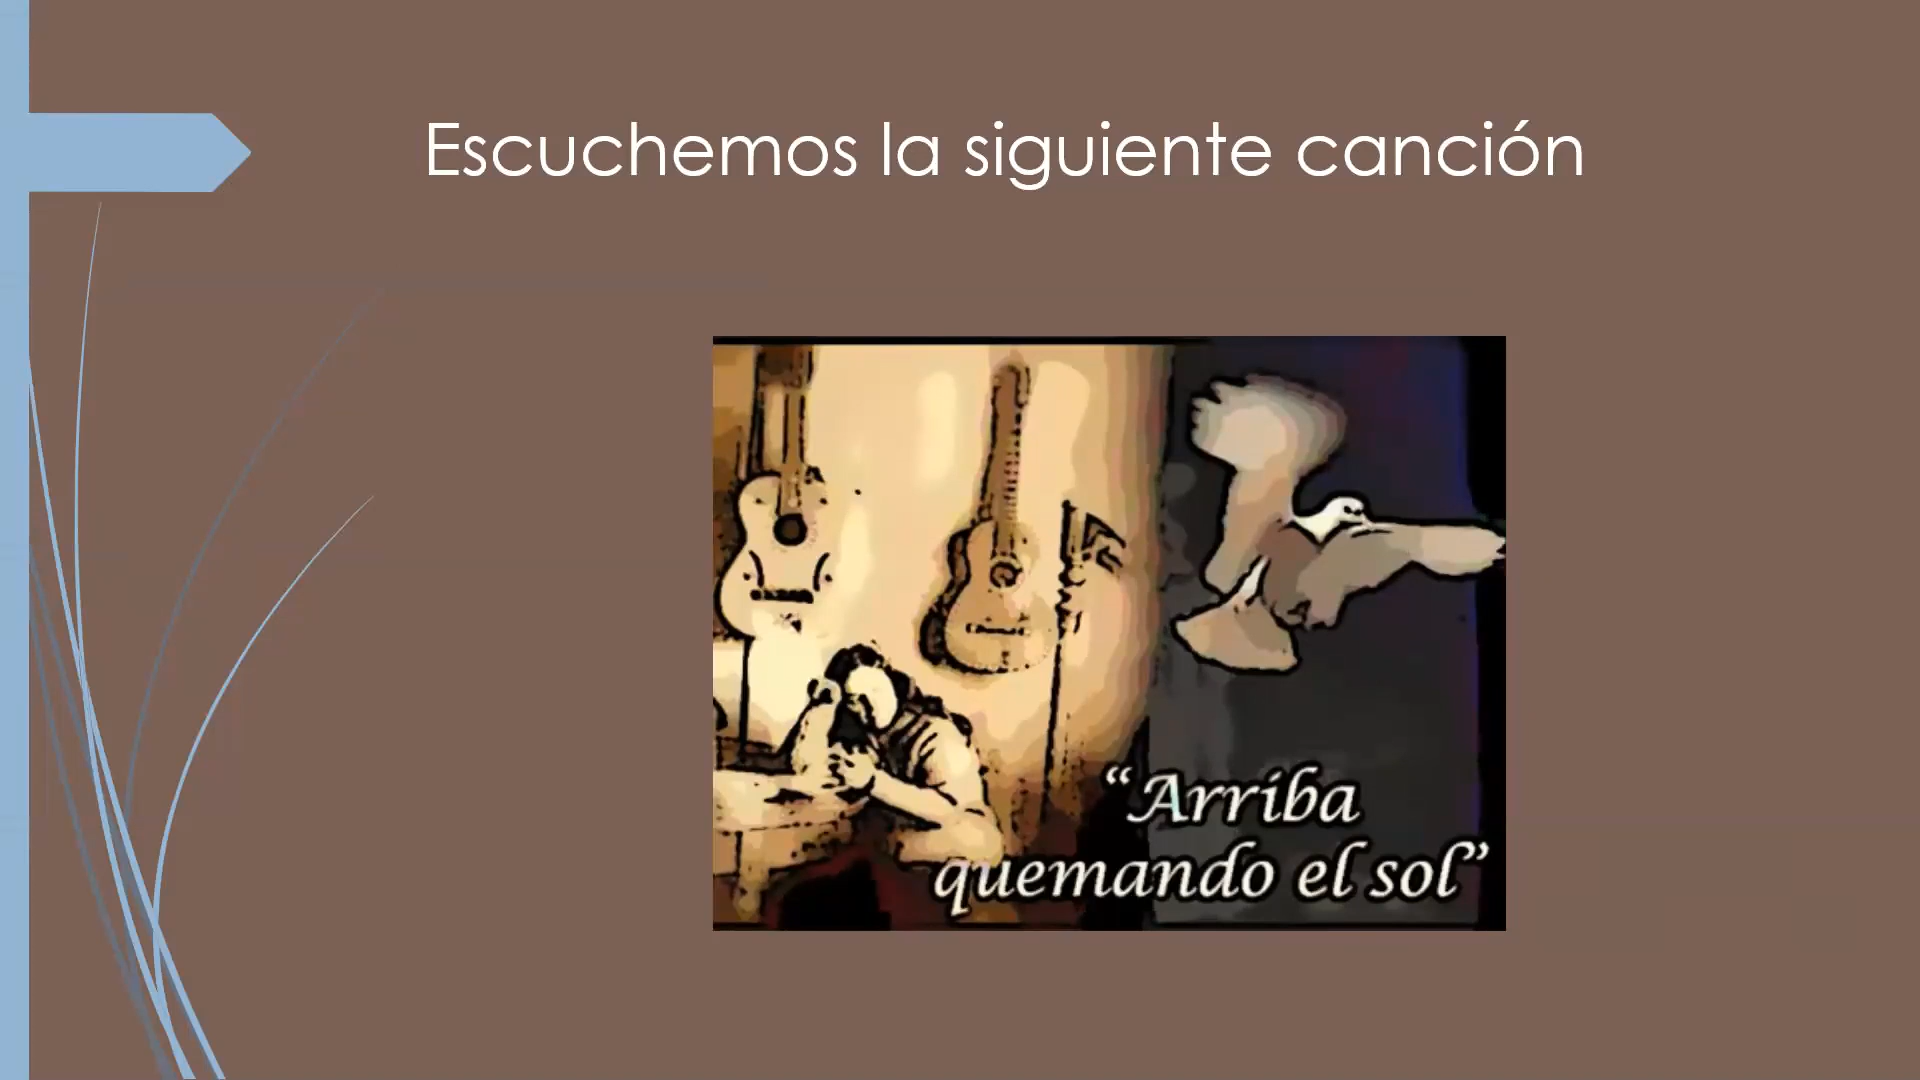 Escuchemos la siguiente canción
“Arriba
quemando el sol”